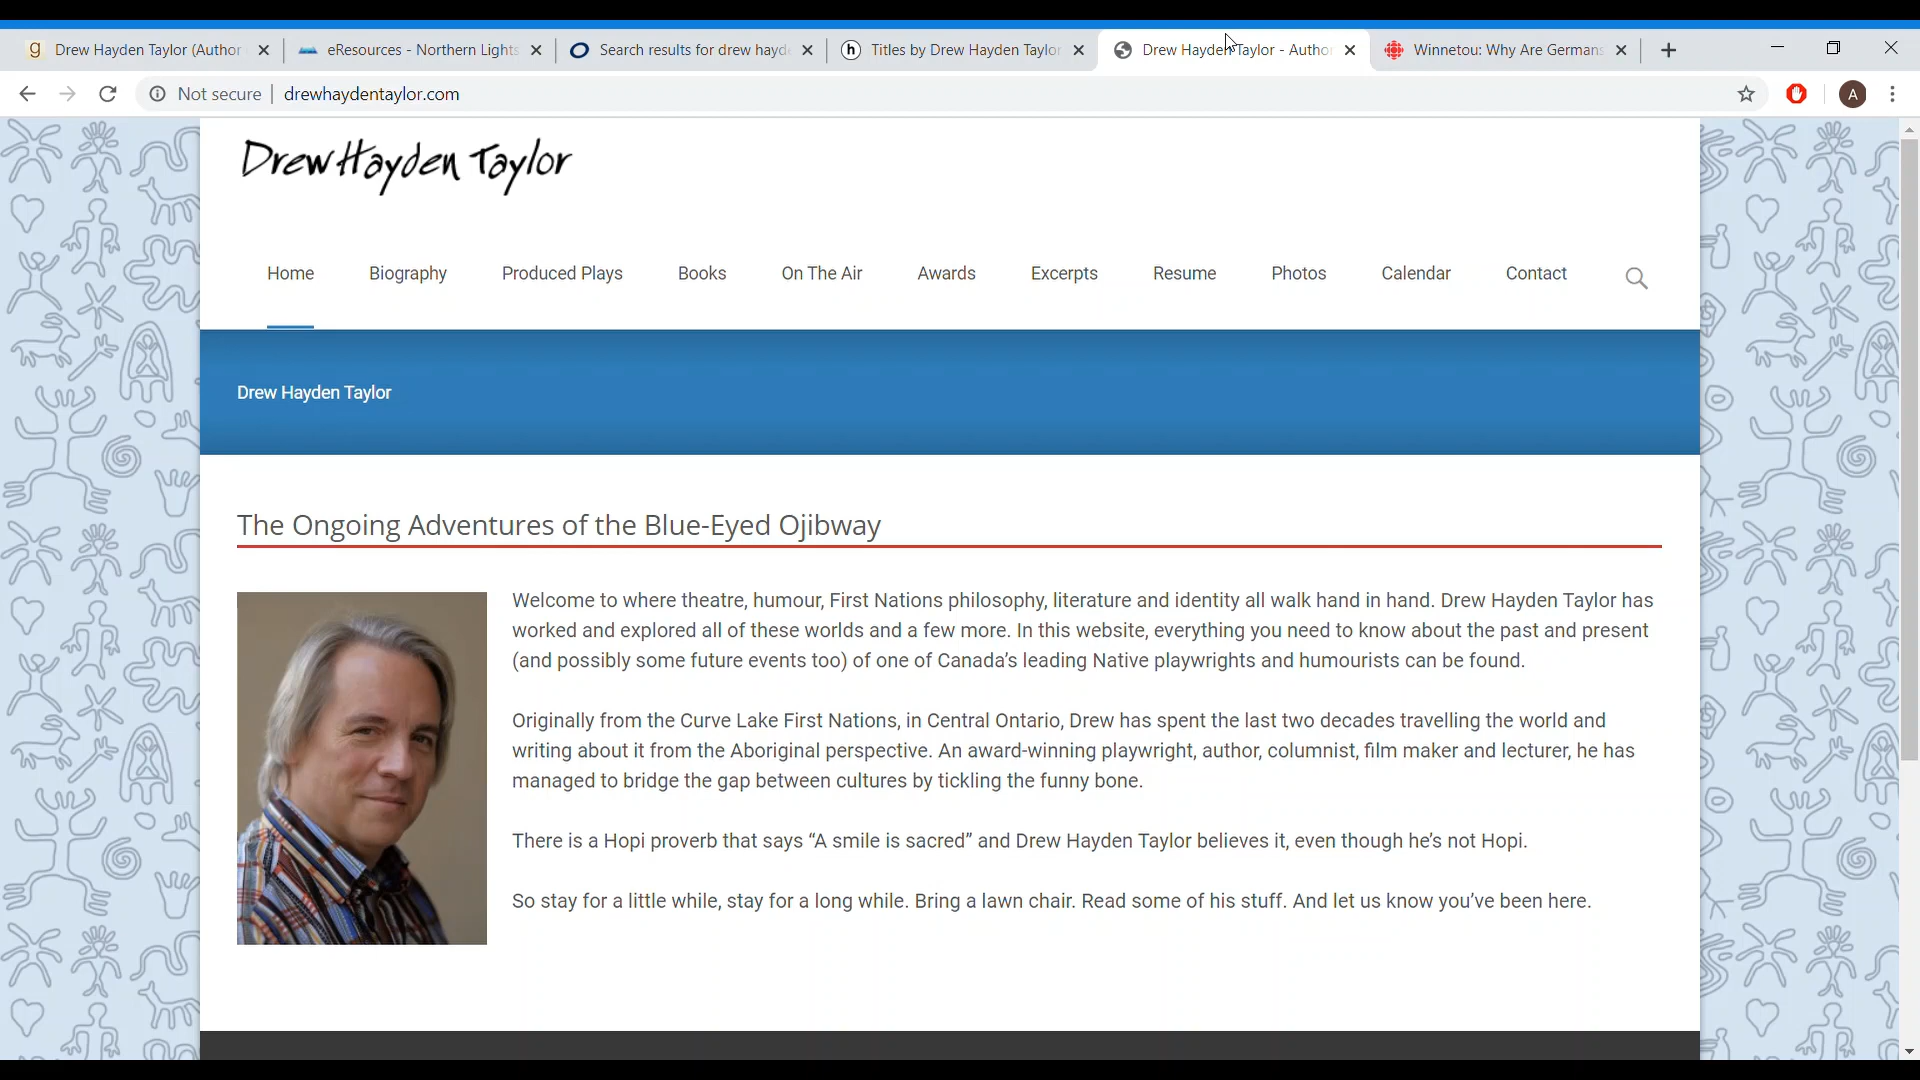 Drew Hayden Taylor (Author
eResources - Northern Lights
Search results for drew hayde
Titles by Drew Hayden Taylor
Drew Hayden Taylor - Author
Winnetou: Why Are Germans
Not secure
drewhaydentaylor.com
A
Drew Hayden Taylor
Home
Biography
Produced Plays
Books
On The Air
Awards
Excerpts
Resume
Photos
Calendar
Contact
Drew Hayden Taylor
The Ongoing Adventures of the Blue-Eyed Ojibway
Welcome to where theatre, humour, First Nations philosophy, literature and identity all walk hand in hand. Drew Hayden Taylor has
worked and explored all of these worlds and a few more. In this website, everything you need to know about the past and present
(and possibly some future events too) of one of Canada’s leading Native playwrights and humourists can be found.
Originally from the Curve Lake First Nations, in Central Ontario, Drew has spent the last two decades travelling the world and
writing about it from the Aboriginal perspective. An award-winning playwright, author, columnist, film maker and lecturer, he has
managed to bridge the gap between cultures by tickling the funny bone.
There is a Hopi proverb that says “A smile is sacred” and Drew Hayden Taylor believes it, even though he’s not Hopi.
So stay for a little while, stay for a long while. Bring a lawn chair. Read some of his stuff. And let us know you’ve been here.